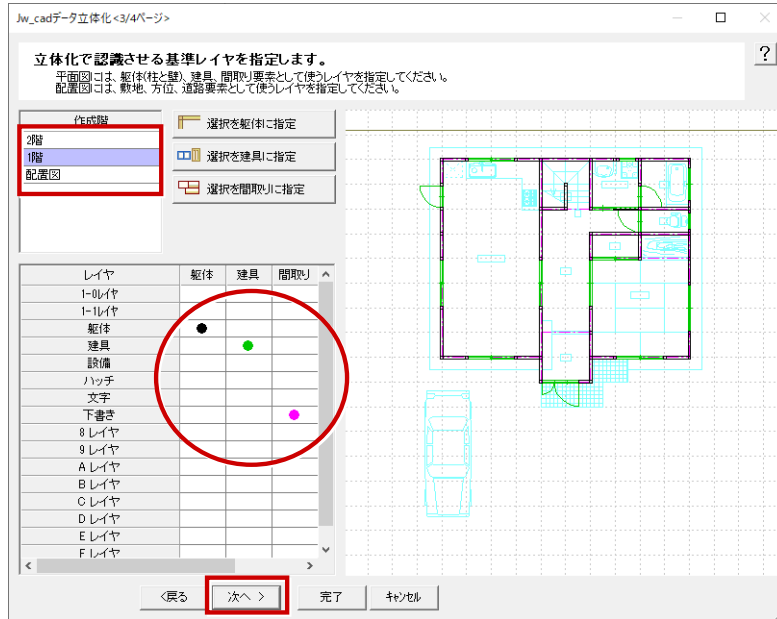 Jw_cadデータ立体化<3/4ページ>
?
立体化で認識させる基準レイヤを指定します。
平面図には、躯体(柱と壁)、建具、間取り要素として使うレイヤを指定してください。
配置図には、敷地、方位、道路要素として使うレイヤを指定してください。
作成階
2階
1階
配置図
選択を躯体に指定
選択を建具に指定
選択を間取りに指定
レイヤ 躯体 建具 間取り
1-0レイヤ
1-1レイヤ
躯体
建具
設備
ハッチ
文字
下書き
8 レイヤ
9 レイヤ
A レイヤ
B レイヤ
C レイヤ
D レイヤ
E レイヤ
F レイヤ
<戻る 次へ > 完了 キャンセル